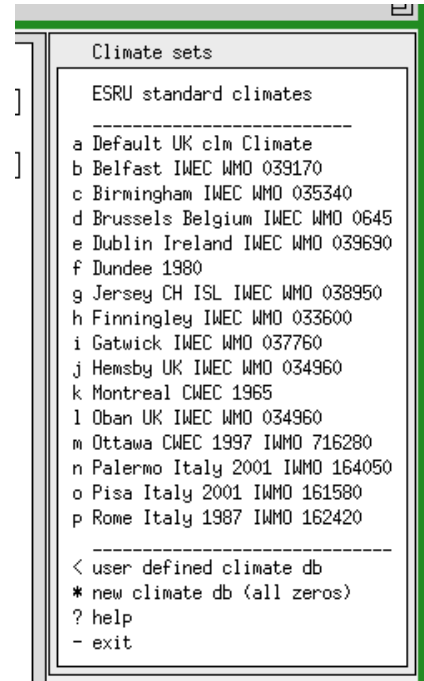 Climate sets
ESRU standard climates
__________________________
a Default UK clm Climate
b Belfast IWEC WMO 039170
c Birmingham IWEC WMO 035340
d Brussels Belgium IWEC WMO 0645
e Dublin Ireland IWEC WMO 039690
f Dundee 1980
g Jersey CH ISL IWEC WMO 038950
h Finningley IWEC WMO 033600
i Gatwick IWEC WMO 037760
j Hemsby UK IWEC WMO 034960
k Montreal CWEC 1965
l Oban UK IWEC WMO 034960
m Ottawa CWEC 1997 IWMO 716280
n Palermo Italy 2001 IWMO 164050
o Pisa Italy 2001 IWMO 161580
p Rome Italy 1987 IWMO 162420
______________________________
< user defined climate db
* new climate db (all zeros)
? help
- exit